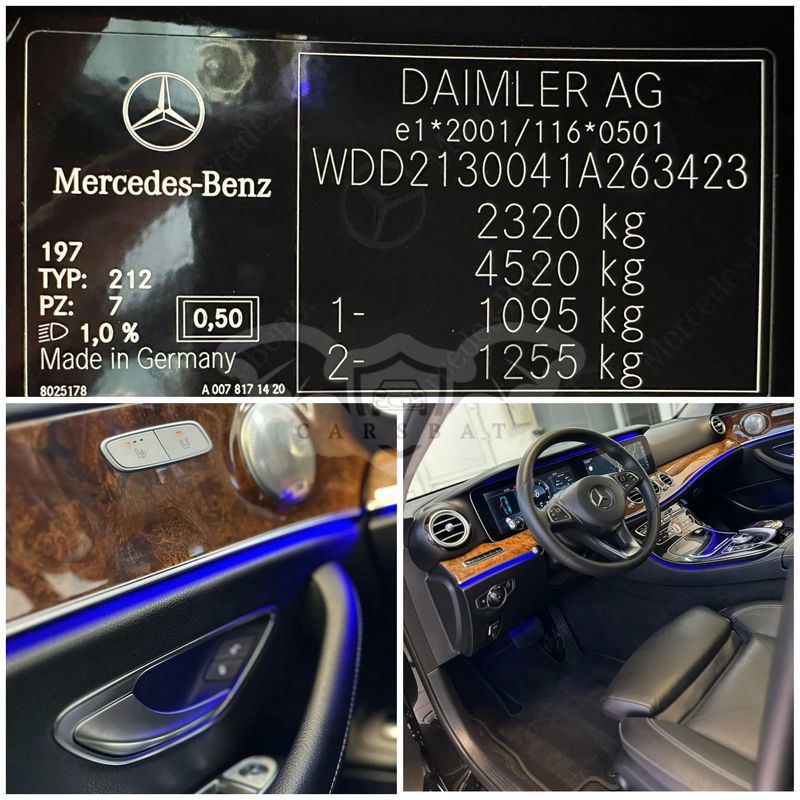 Mercedes-Benz
197
TYP: 212
PZ: 7
0,50
1,0 %
Made in Germany
8025178
A 007 817 14 20
DAIMLER AG
e1*2001/116*0501
WDD2130041A263423
2320 kg
4520 kg
1- 1095 kg
2- 1255 kg
CARSBAT